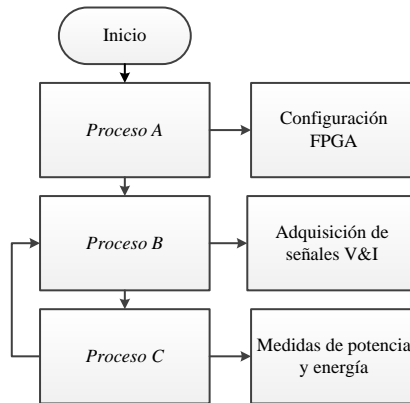 Inicio
Proceso A
Configuración
FPGA
Proceso B
Adquisición de
señales V&I
Proceso C
Medidas de potencia
y energía